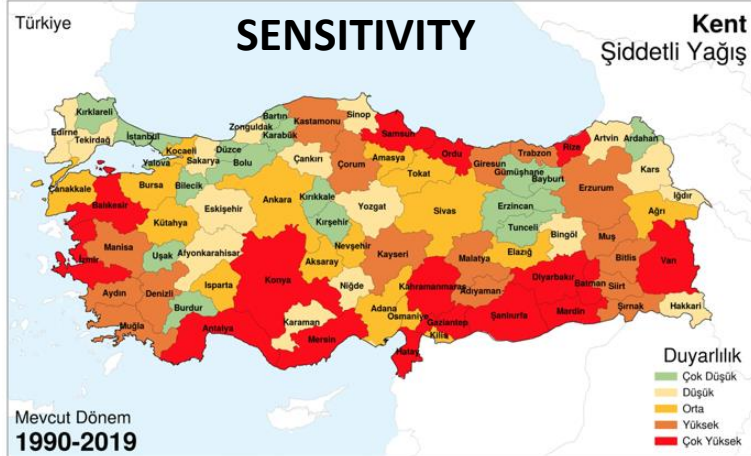 Türkiye
SENSITIVITY
Kent
Şiddetli Yağış
Kırklareli
Edirne
Tekirdağ
İstanbul
Kocaeli
Yalova
Sakarya
Düzce
Zonguldak
Bartın
Karabük
Bolu
Kastamonu
Sinop
Çankırı
Çorum
Samsun
Amasya
Ordu
Tokat
Giresun
Trabzon
Rize
Artvin
Ardahan
Gümüşhane
Bayburt
Kars
Iğdır
Erzurum
Erzincan
Ağrı
Çanakkale
Balıkesir
Bursa
Bilecik
Eskişehir
Kütahya
Ankara
Kırıkkale
Kırşehir
Yozgat
Sivas
Tunceli
Bingöl
Muş
Manisa
İzmir
Uşak
Afyonkarahisar
Aksaray
Nevşehir
Kayseri
Malatya
Elazığ
Diyarbakır
Batman
Bitlis
Siirt
Van
Aydın
Denizli
Isparta
Burdur
Konya
Niğde
Kahramanmaraş
Adıyaman
Muğla
Antalya
Karaman
Mersin
Adana
Osmaniye
Gaziantep
Kilis
Şanlıurfa
Mardin
Şırnak
Hakkari
Hatay
Mevcut Dönem
1990-2019
Duyarlılık
Çok Düşük
Düşük
Orta
Yüksek
Çok Yüksek